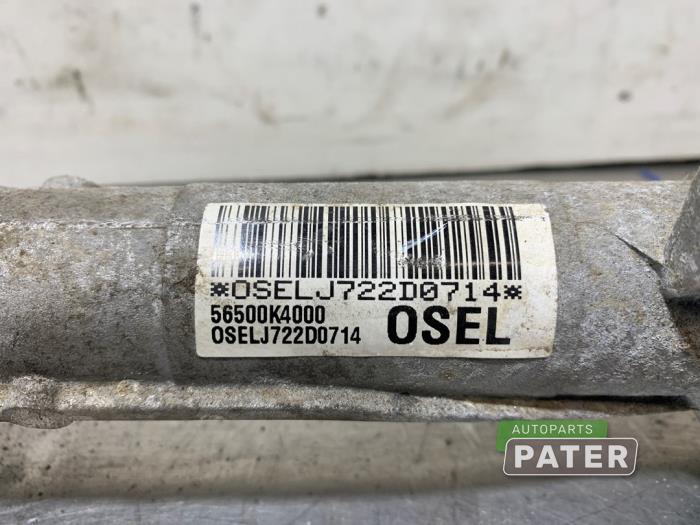 *OSELJ722D0714*
56500K4000
OSELJ722D0714
OSEL
AUTOPARTS
PATER